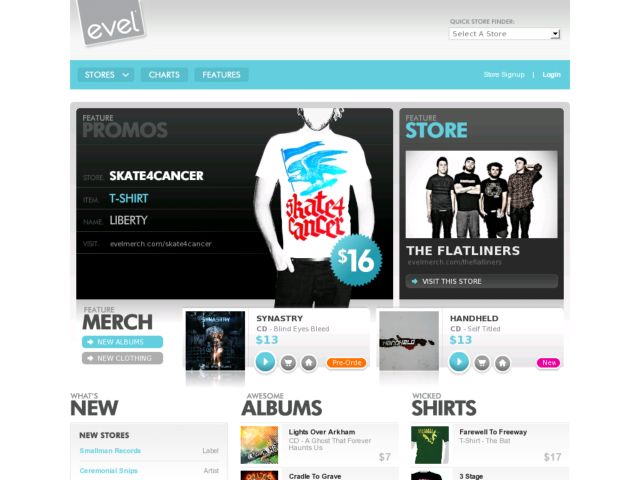 evel
QUICK STORE FINDER:
Select A Store
STORES
CHARTS
FEATURES
Store Signup | Login
FEATURE
PROMOS
STORE: SKATE4CANCER
ITEM: T-SHIRT
NAME: LIBERTY
VISIT: evelmerch.com/skate4cancer
skate4
cancer
$16
FEATURE
STORE
THE FLATLINERS
evelmerch.com/theflatliners
VISIT THIS STORE
FEATURE
MERCH
NEW ALBUMS
NEW CLOTHING
SYNASTRY
SYNASTRY
CD - Blind Eyes Bleed
$13
Pre-Orde
HANDHELD
HANDHELD
CD - Self Titled
$13
New
WHAT'S
NEW
NEW STORES
Smallman Records Label
Ceremonial Snips Artist
AWESOME
ALBUMS
Lights Over Arkham
CD - A Ghost That Forever
Haunts Us
$7
Cradle To Grave
WICKED
SHIRTS
Farewell To Freeway
T-Shirt - The Bat
$17
3 Stage